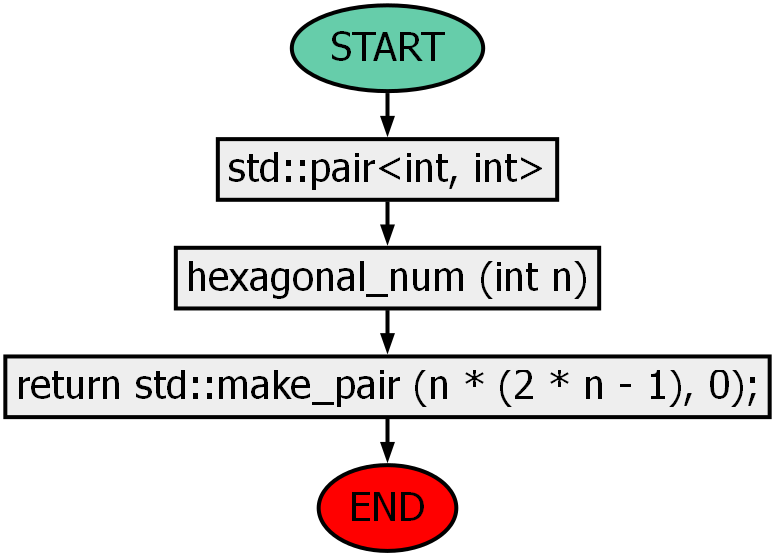 START
std::pair<int, int>
hexagonal_num (int n)
return std::make_pair (n * (2 * n - 1), 0);
END